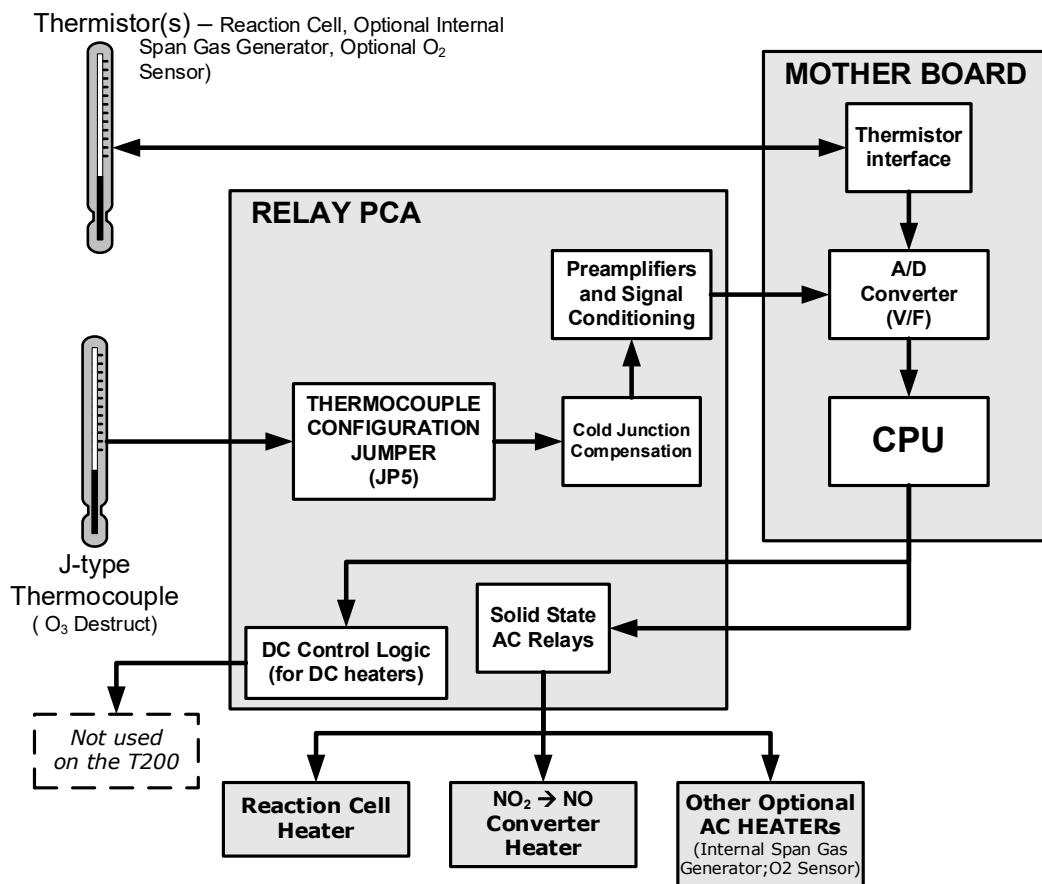 Thermistor(s) – Reaction Cell, Optional Internal
Span Gas Generator, Optional O₂
Sensor)
MOTHER BOARD
Thermistor
interface
RELAY PCA
Preamplifiers
and Signal
Conditioning
A/D
Converter
(V/F)
THERMOCOUPLE
CONFIGURATION
JUMPER
(JP5)
Cold Junction
Compensation
CPU
J-type
Thermocouple
( O₃ Destruct)
Solid State
AC Relays
DC Control Logic
(for DC heaters)
Not used
on the T200
Reaction Cell
Heater
NO₂ → NO
Converter
Heater
Other Optional
AC HEATERs
(Internal Span Gas
Generator;O2 Sensor)